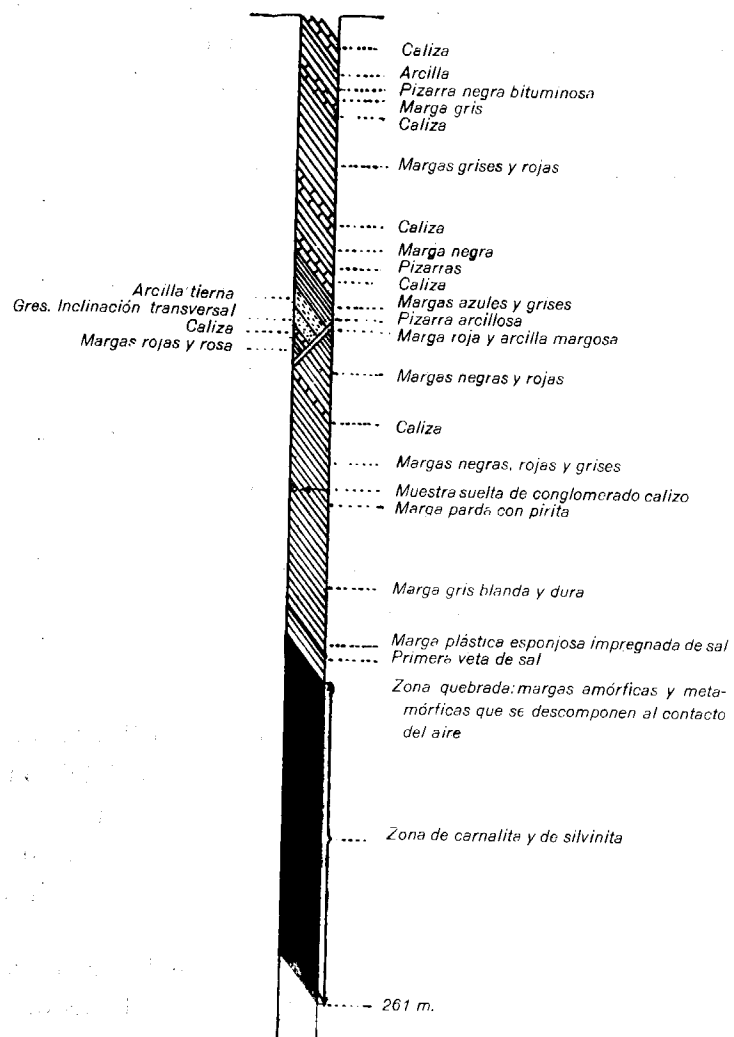 Caliza
Arcilla
Pizarra negra bituminosa
Marga gris
Caliza
Margas grises y rojas
Caliza
Marga negra
Pizarras
Caliza
Arcilla tierna
Margas azules y grises
Gres. Inclinación transversal
Pizarra arcillosa
Caliza
Marga roja y arcilla margosa
Margas rojas y rosa
Margas negras y rojas
Caliza
Margas negras, rojas y grises
Muestra suelta de conglomerado calizo
Marga parda con pirita
Marga gris blanda y dura
Marga plástica esponjosa impregnada de sal
Primera veta de sal
Zona quebrada: margas amórficas y meta-
mórficas que se descomponen al contacto
del aire
Zona de carnalita y de silvinita
261 m.